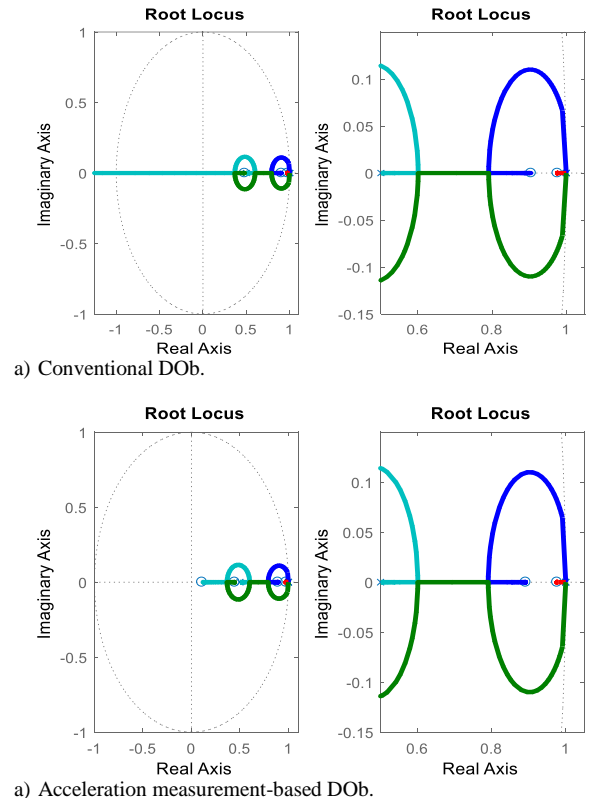 Root Locus
Root Locus
Imaginary Axis
1
0.5
0
-0.5
-1
-1 -0.5 0 0.5 1
Real Axis
Imaginary Axis
0.1
0.05
0
-0.05
-0.1
-0.15
0.6 0.8 1
Real Axis
a) Conventional DOb.
Root Locus
Root Locus
Imaginary Axis
1
0.5
0
-0.5
-1
-1 -0.5 0 0.5 1
Real Axis
Imaginary Axis
0.1
0.05
0
-0.05
-0.1
-0.15
0.6 0.8 1
Real Axis
a) Acceleration measurement-based DOb.